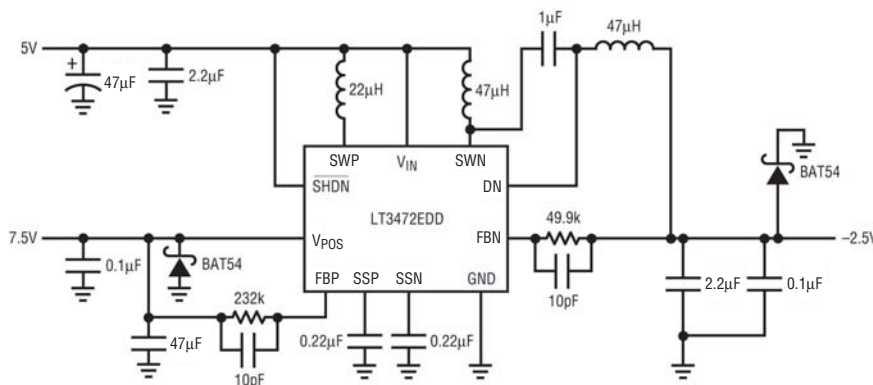 1µF
47µH
5V
+
47µF
2.2µF
22µH
47µH
SWP
VIN
SWN
SHDN
DN
BAT54
LT3472EDD
7.5V
VPOS
FBN
49.9k
–2.5V
0.1µF
BAT54
10pF
FBP
SSP
SSN
GND
2.2µF
0.1µF
232k
47µF
10pF
0.22µF
0.22µF